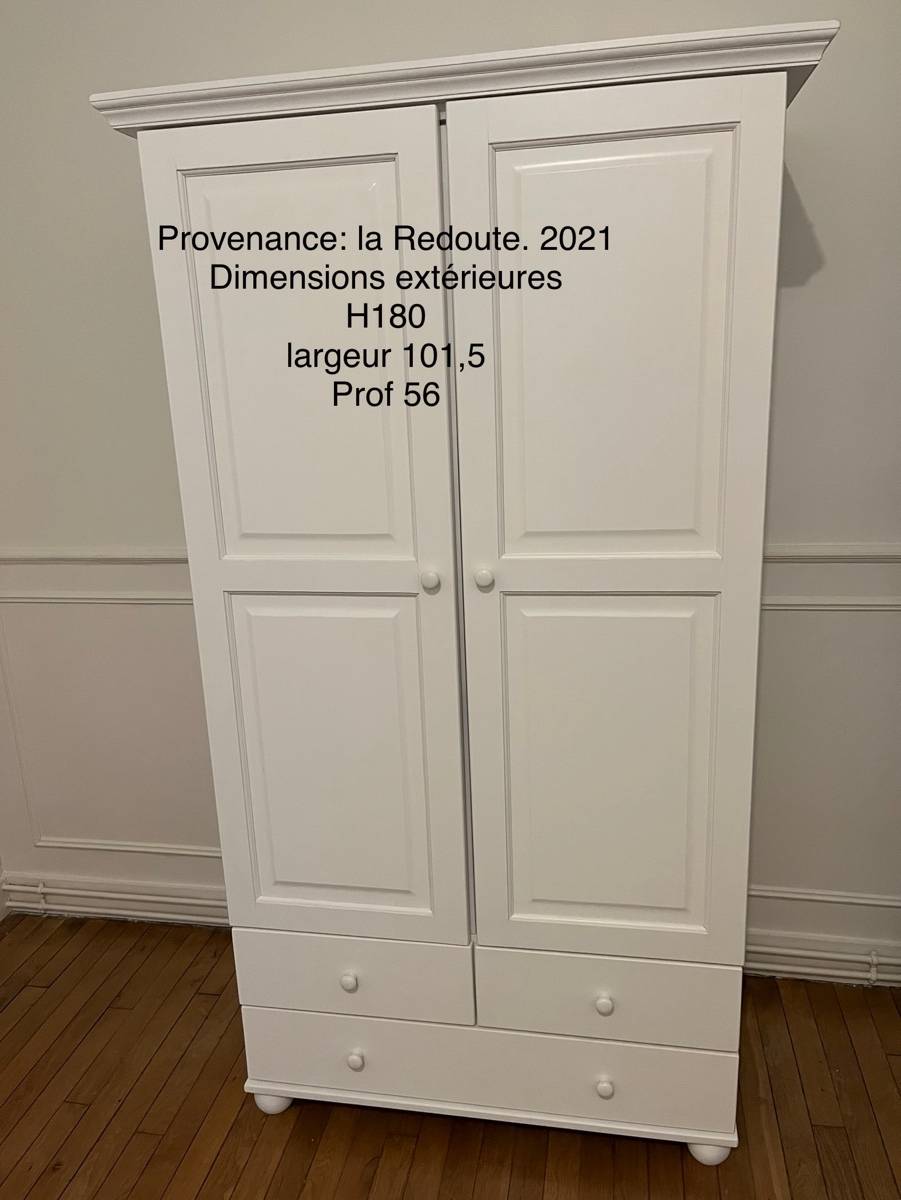 Provenance: la Redoute. 2021
Dimensions extérieures
H180
largeur 101,5
Prof 56